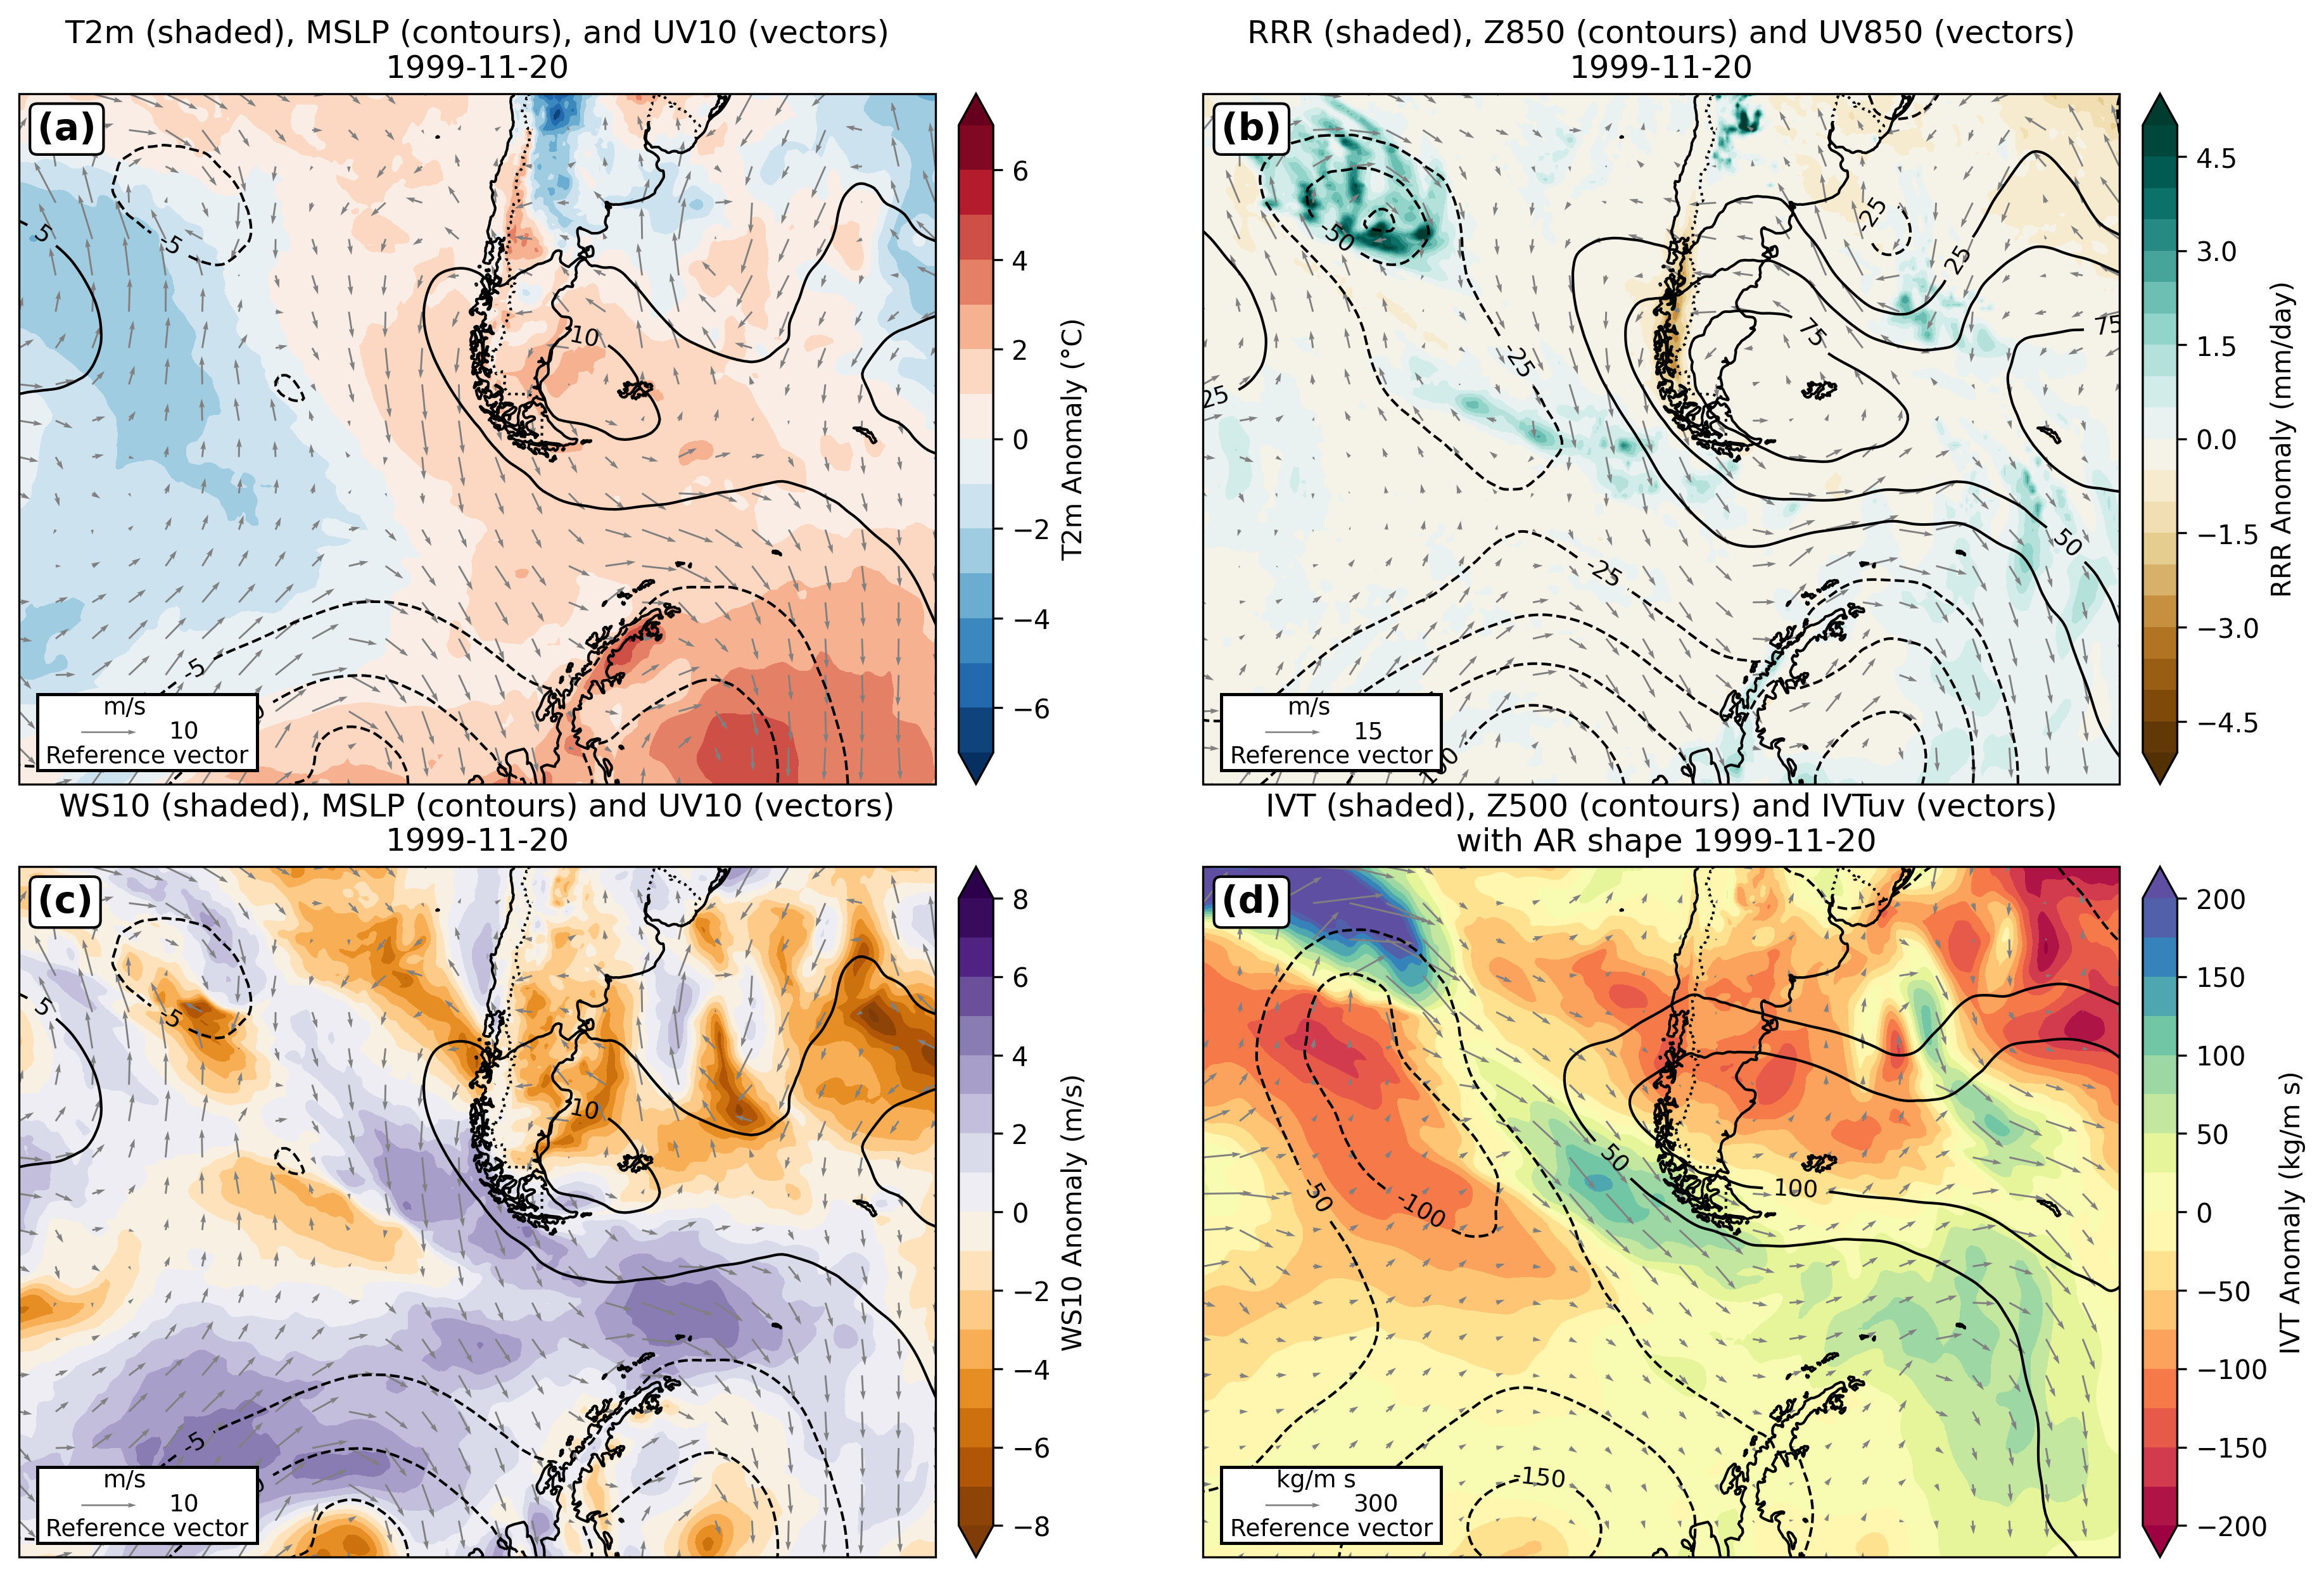 T2m (shaded), MSLP (contours), and UV10 (vectors)
1999-11-20
(a)
5
-5
10
-5
m/s
10
Reference vector
6
4
2
0
−2
−4
−6
T2m Anomaly (°C)
RRR (shaded), Z850 (contours) and UV850 (vectors)
1999-11-20
(b)
-50
-25
25
75
75
-25
25
50
-25
m/s
15
Reference vector
4.5
3.0
1.5
0.0
−1.5
−3.0
−4.5
RRR Anomaly (mm/day)
WS10 (shaded), MSLP (contours) and UV10 (vectors)
1999-11-20
(c)
5
-5
10
-5
m/s
10
Reference vector
8
6
4
2
0
−2
−4
−6
−8
WS10 Anomaly (m/s)
IVT (shaded), Z500 (contours) and IVTuv (vectors)
with AR shape 1999-11-20
(d)
50
100
-50
-100
-150
kg/m s
300
Reference vector
200
150
100
50
0
−50
−100
−150
−200
IVT Anomaly (kg/m s)